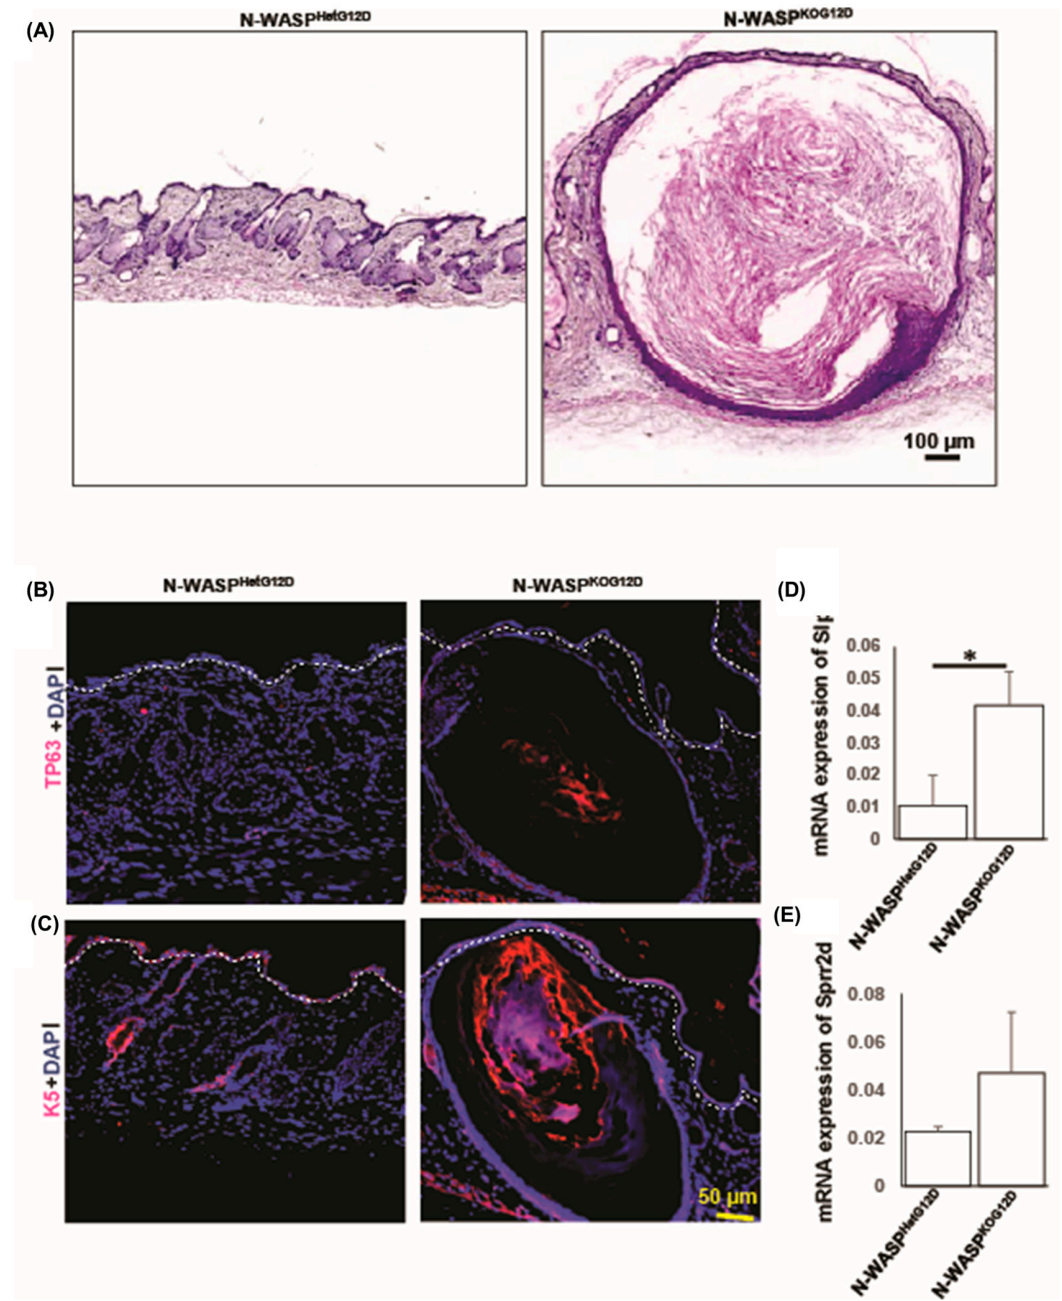 (A)
N-WASPHetG12D
N-WASPKOG12D
100 µm
(B)
N-WASPHetG12D
N-WASPKOG12D
(D)
TP63 +DAPI
mRNA expression of Slp
0.06
0.05
0.04
0.03
0.02
0.01
0
*
N-WASPHetG12D
N-WASPKOG12D
(C)
K5+DAPI
50 µm
(E)
mRNA expression of Sprr2d
0.08
0.06
0.04
0.02
0
N-WASPHetG12D
N-WASPKOG12D